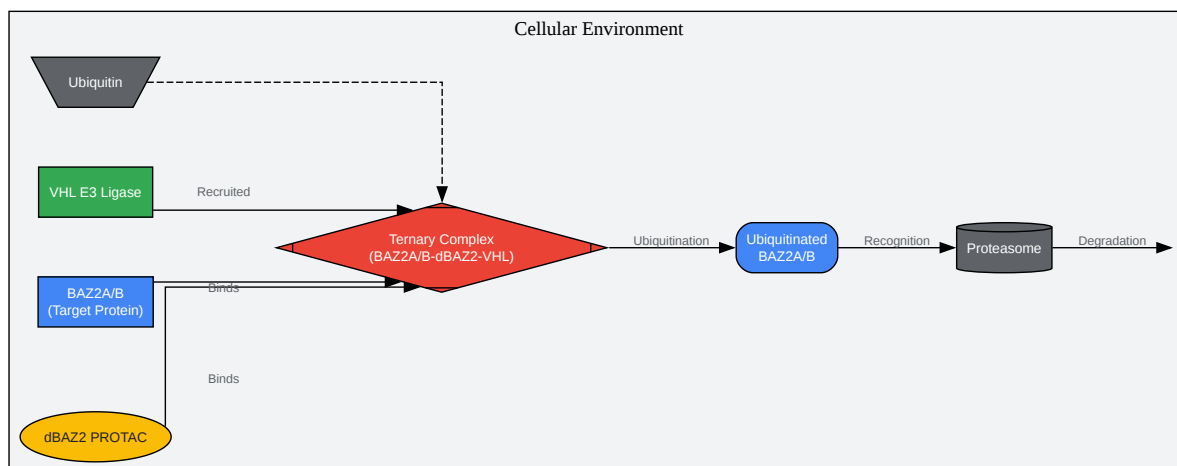 Cellular Environment
Ubiquitin
VHL E3 Ligase
Recruited
Ternary Complex
(BAZ2A/B-dBAZ2-VHL)
Ubiquitination
Ubiquitinated
BAZ2A/B
Recognition
Proteasome
Degradation
BAZ2A/B
(Target Protein)
Binds
Binds
dBAZ2 PROTAC